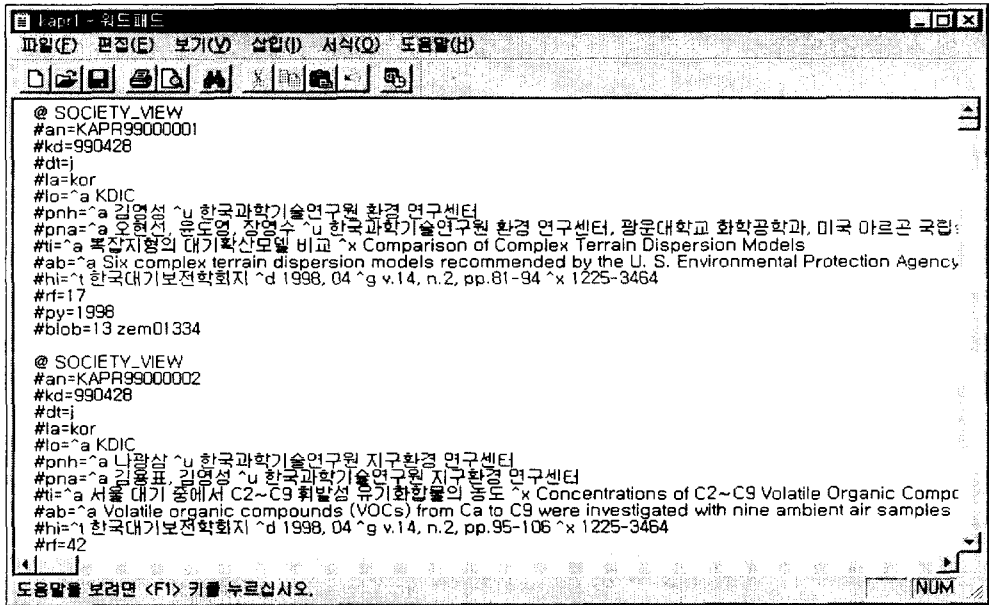 kapr1 - 워드패드
파일(F) 편집(E) 보기(V) 삽입(I) 서식(O) 도움말(H)
@ SOCIETY_VIEW
#an=KAPR99000001
#kd=990428
#dt=j
#la=kor
#lo=^a KDIC
#pnh=^a 김영성 ^u 한국과학기술연구원 환경 연구센터
#pna=^a 오현선, 윤도영, 장영수 ^u 한국과학기술연구원 환경 연구센터, 광운대학교 화학공학과, 미국 아르곤 국립
#ti=^a 복잡지형의 대기확산모델 비교 ^x Comparison of Complex Terrain Dispersion Models
#ab=^a Six complex terrain dispersion models recommended by the U. S. Environmental Protection Agency
#hi=^t 한국대기보전학회지 ^d 1998, 04 ^g v.14, n.2, pp.81-94 ^x 1225-3464
#rf=17
#py=1998
#blob=13 zem01334
@ SOCIETY_VIEW
#an=KAPR99000002
#kd=990428
#dt=j
#la=kor
#lo=^a KDIC
#pnh=^a 나광삼 ^u 한국과학기술연구원 지구환경 연구센터
#pna=^a 김용표, 김영성 ^u 한국과학기술연구원 지구환경 연구센터
#ti=^a 서울 대기 중에서 C2~C9 휘발성 유기화합물의 농도 ^x Concentrations of C2~C9 Volatile Organic Compc
#ab=^a Volatile organic compounds (VOCs) from Ca to C9 were investigated with nine ambient air samples
#hi=^t 한국대기보전학회지 ^d 1998, 04 ^g v.14, n.2, pp.95-106 ^x 1225-3464
#rf=42
도움말을 보려면 <F1> 키를 누르십시오.
NUM